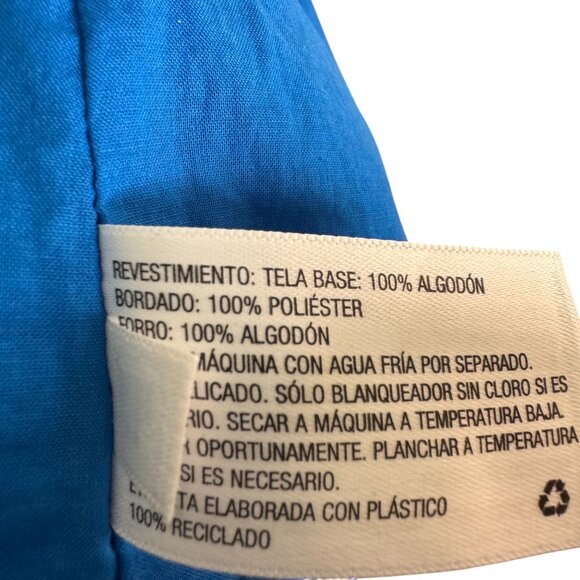 REVESTIMIENTO: TELA BASE: 100% ALGODÓN
BORDADO: 100% POLIÉSTER
FORRO: 100% ALGODÓN
MÁQUINA CON AGUA FRÍA POR SEPARADO.
ELICADO. SÓLO BLANQUEADOR SIN CLORO SI ES
RIO. SECAR A MÁQUINA A TEMPERATURA BAJA.
R OPORTUNAMENTE. PLANCHAR A TEMPERATURA
SI ES NECESARIO.
TA ELABORADA CON PLÁSTICO
100% RECICLADO